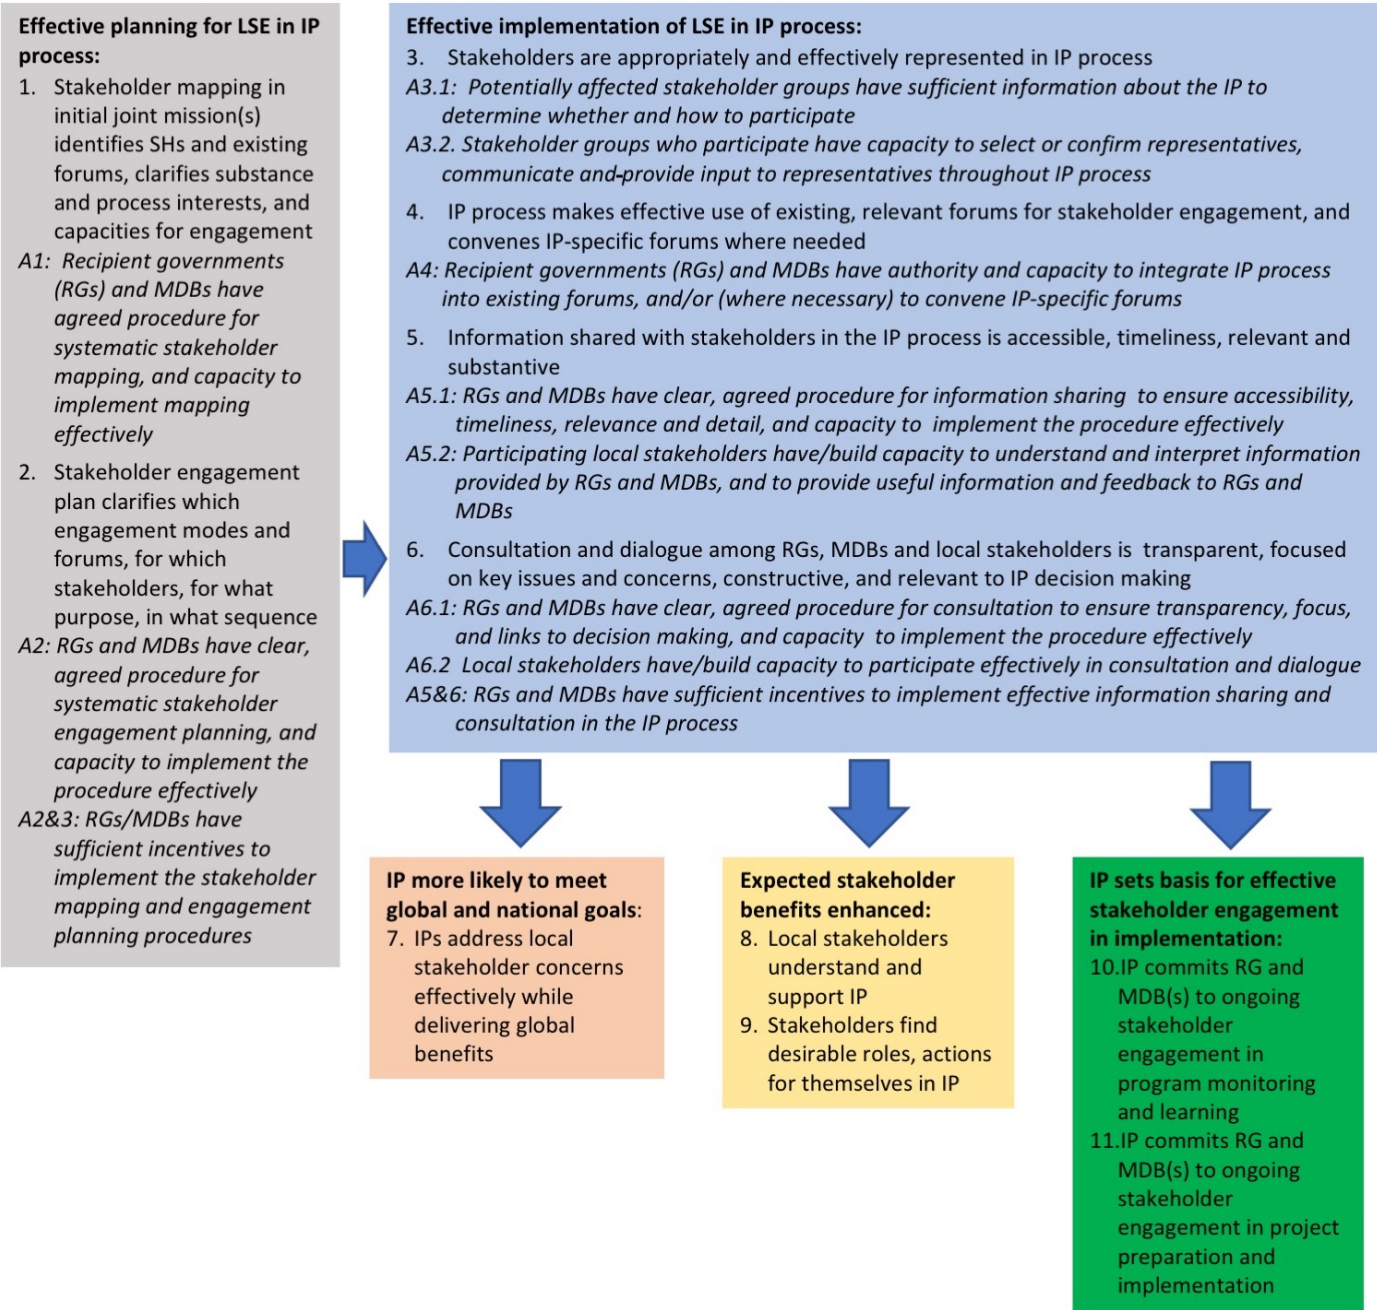 Effective planning for LSE in IP
process:
1. Stakeholder mapping in
initial joint mission(s)
identifies SHs and existing
forums, clarifies substance
and process interests, and
capacities for engagement
A1: Recipient governments
(RGs) and MDBs have
agreed procedure for
systematic stakeholder
mapping, and capacity to
implement mapping
effectively
2. Stakeholder engagement
plan clarifies which
engagement modes and
forums, for which
stakeholders, for what
purpose, in what sequence
A2: RGs and MDBs have clear,
agreed procedure for
systematic stakeholder
engagement planning, and
capacity to implement the
procedure effectively
A2&3: RGs/MDBs have
sufficient incentives to
implement the stakeholder
mapping and engagement
planning procedures
Effective implementation of LSE in IP process:
3. Stakeholders are appropriately and effectively represented in IP process
A3.1: Potentially affected stakeholder groups have sufficient information about the IP to
determine whether and how to participate
A3.2. Stakeholder groups who participate have capacity to select or confirm representatives,
communicate and-provide input to representatives throughout IP process
4. IP process makes effective use of existing, relevant forums for stakeholder engagement, and
convenes IP-specific forums where needed
A4: Recipient governments (RGs) and MDBs have authority and capacity to integrate IP process
into existing forums, and/or (where necessary) to convene IP-specific forums
5. Information shared with stakeholders in the IP process is accessible, timeliness, relevant and
substantive
A5.1: RGs and MDBs have clear, agreed procedure for information sharing to ensure accessibility,
timeliness, relevance and detail, and capacity to implement the procedure effectively
A5.2: Participating local stakeholders have/build capacity to understand and interpret information
provided by RGs and MDBs, and to provide useful information and feedback to RGs and
MDBs
6. Consultation and dialogue among RGs, MDBs and local stakeholders is transparent, focused
on key issues and concerns, constructive, and relevant to IP decision making
A6.1: RGs and MDBs have clear, agreed procedure for consultation to ensure transparency, focus,
and links to decision making, and capacity to implement the procedure effectively
A6.2 Local stakeholders have/build capacity to participate effectively in consultation and dialogue
A5&6: RGs and MDBs have sufficient incentives to implement effective information sharing and
consultation in the IP process
IP more likely to meet
global and national goals:
7. IPs address local
stakeholder concerns
effectively while
delivering global
benefits
Expected stakeholder
benefits enhanced:
8. Local stakeholders
understand and
support IP
9. Stakeholders find
desirable roles, actions
for themselves in IP
IP sets basis for effective
stakeholder engagement
in implementation:
10.IP commits RG and
MDB(s) to ongoing
stakeholder
engagement in
program monitoring
and learning
11.IP commits RG and
MDB(s) to ongoing
stakeholder
engagement in project
preparation and
implementation